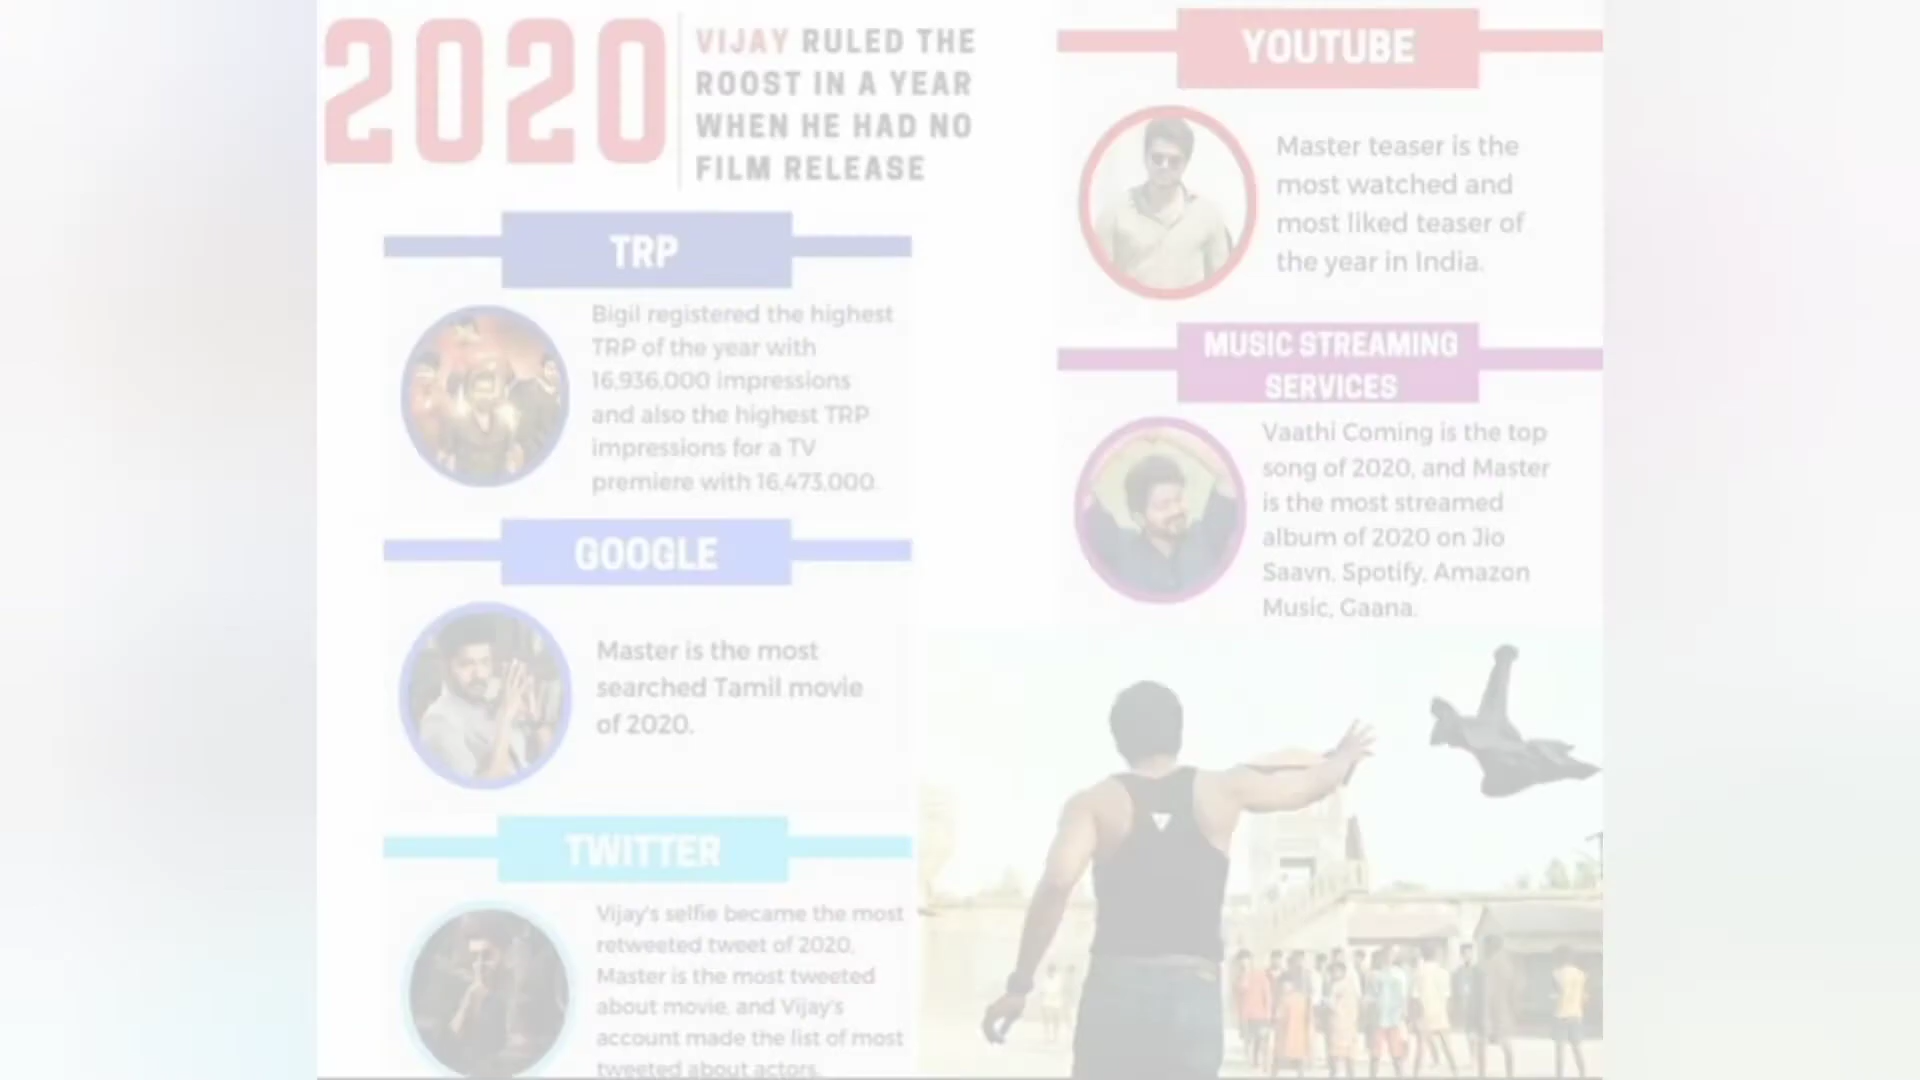 2020
VIJAY RULED THE
ROOST IN A YEAR
WHEN HE HAD NO
FILM RELEASE
TRP
Bigil registered the highest
TRP of the year with
16,936,000 impressions
and also the highest TRP
impressions for a TV
premiere with 16,473,000.
GOOGLE
Master is the most
searched Tamil movie
of 2020.
TWITTER
Vijay's selfie became the most
retweeted tweet of 2020,
Master is the most tweeted
about movie, and Vijay's
account made the list of most
tweeted about actors.
YOUTUBE
Master teaser is the
most watched and
most liked teaser of
the year in India.
MUSIC STREAMING
SERVICES
Vaathi Coming is the top
song of 2020, and Master
is the most streamed
album of 2020 on Jio
Saavn, Spotify, Amazon
Music, Gaana.